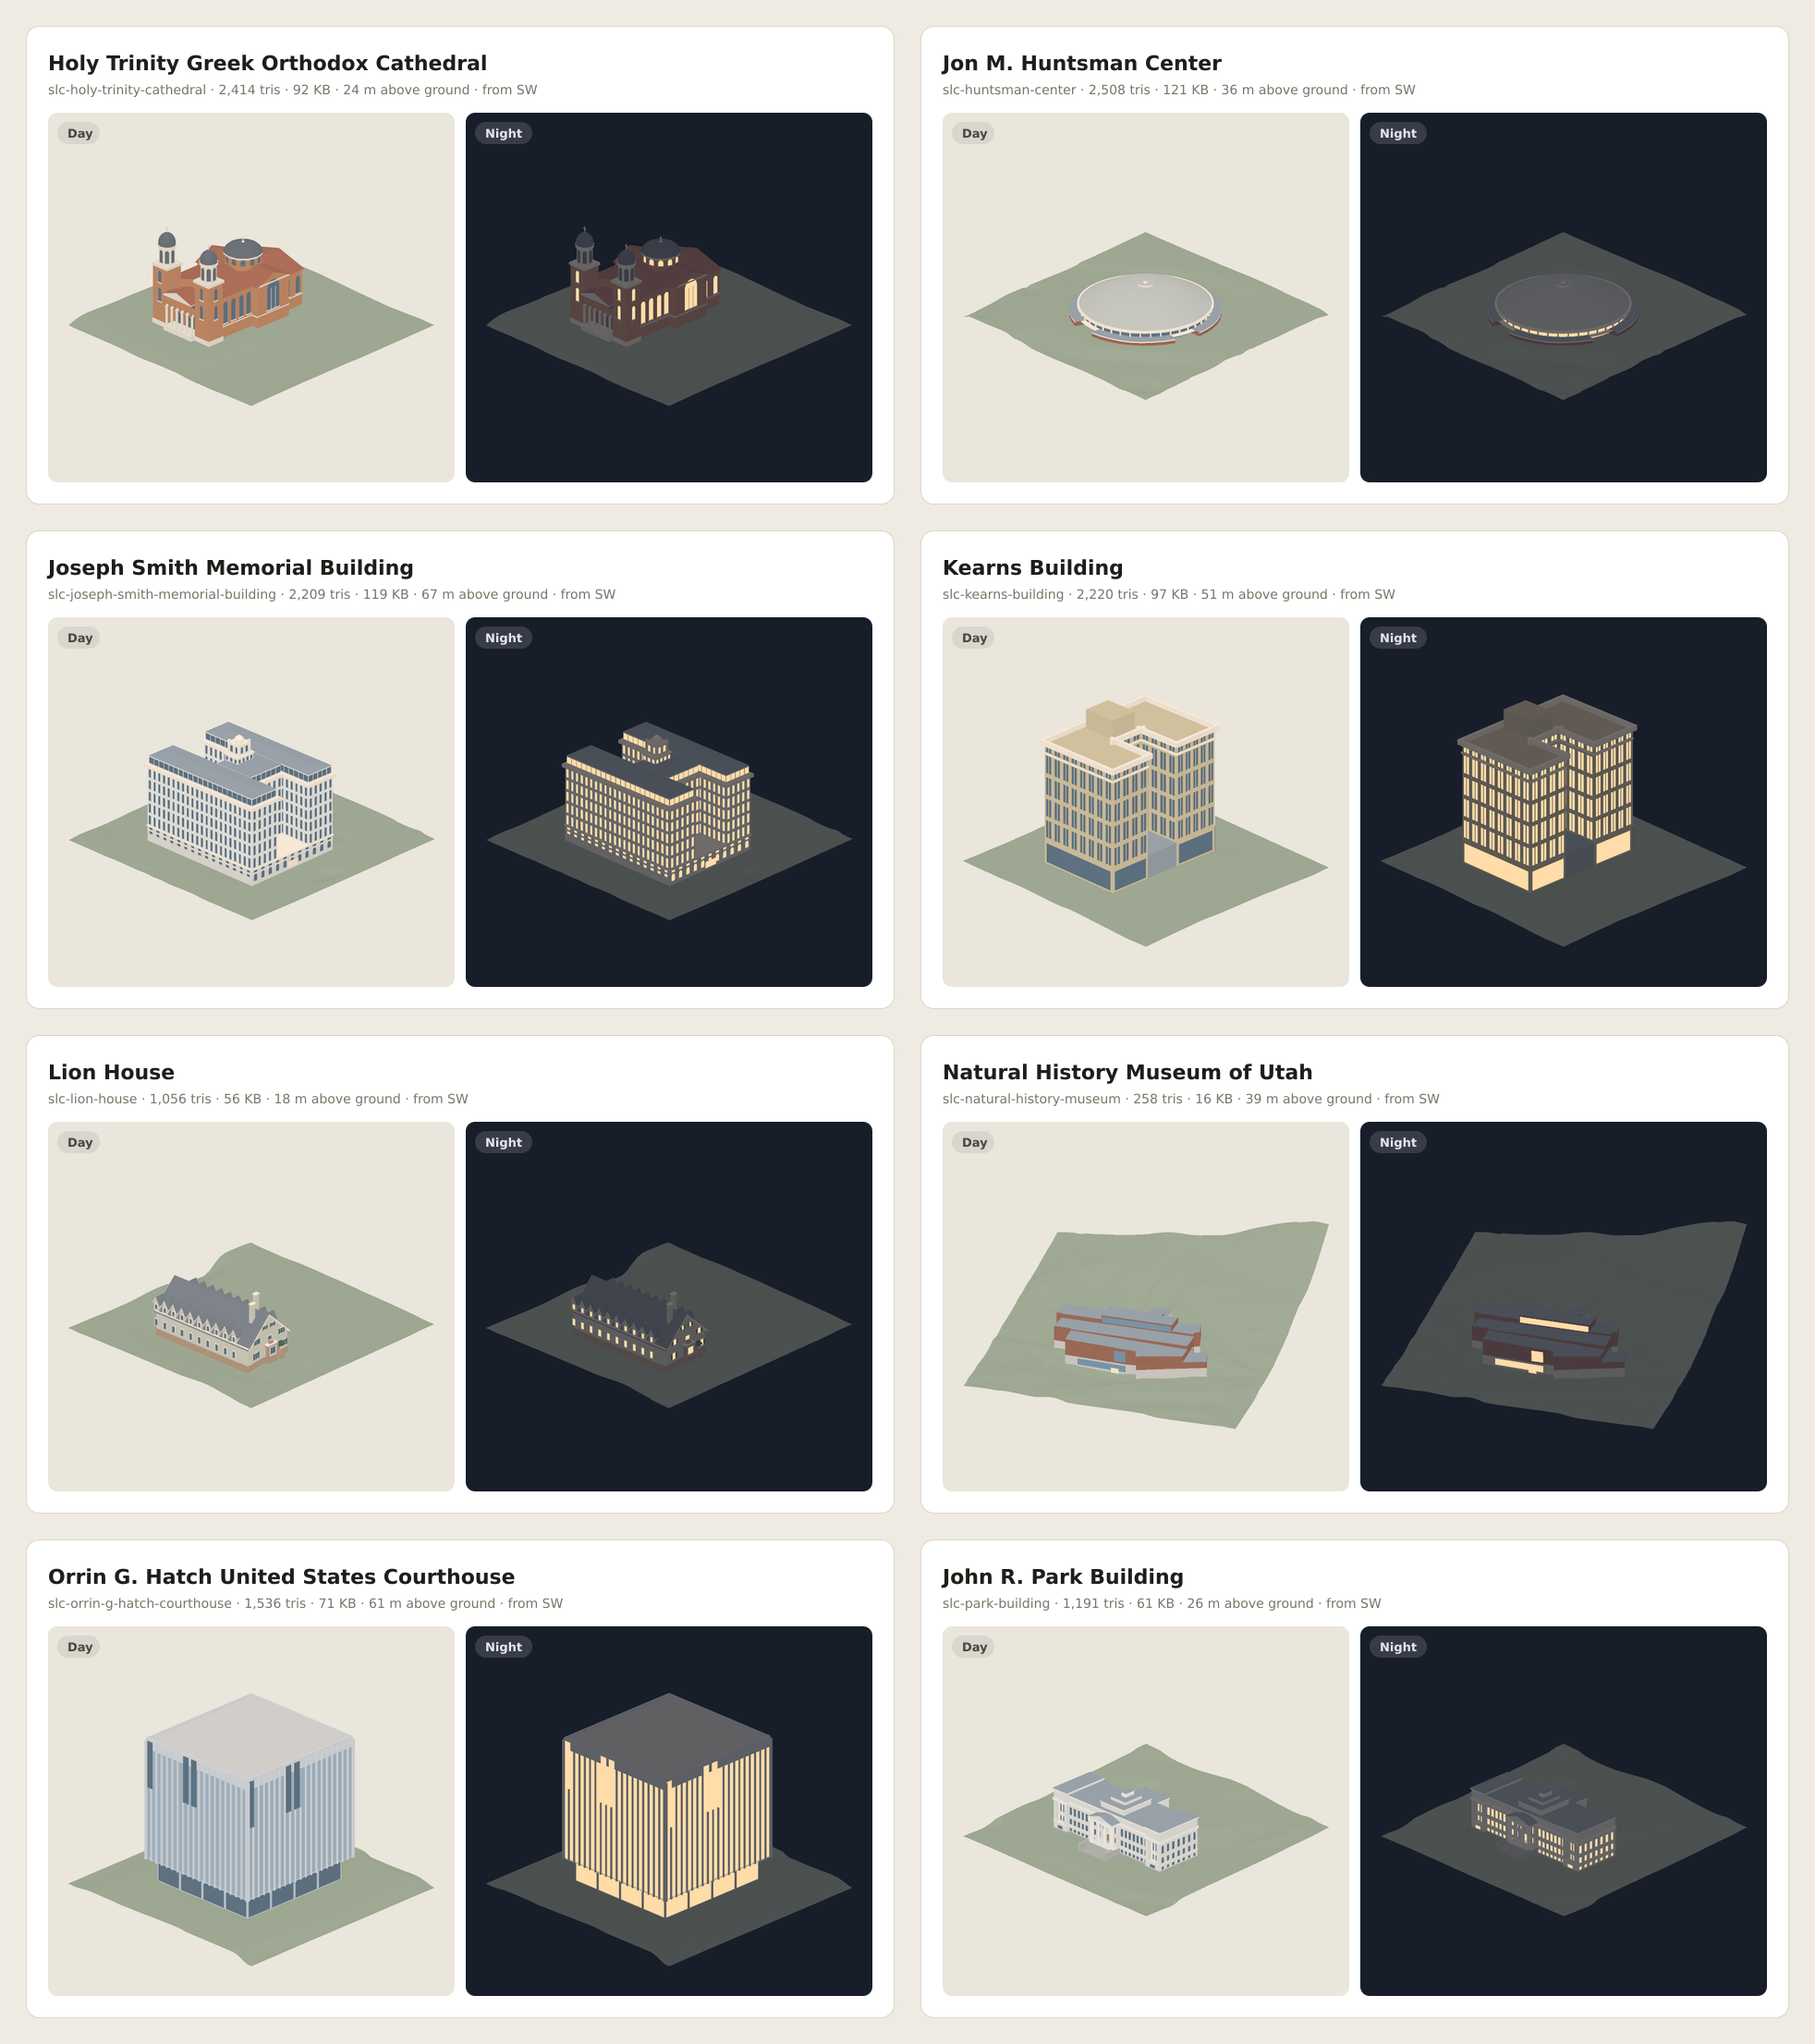 Holy Trinity Greek Orthodox Cathedral
slc-holy-trinity-cathedral · 2,414 tris · 92 KB · 24 m above ground · from SW
Day
Night
Jon M. Huntsman Center
slc-huntsman-center · 2,508 tris · 121 KB · 36 m above ground · from SW
Day
Night
Joseph Smith Memorial Building
slc-joseph-smith-memorial-building · 2,209 tris · 119 KB · 67 m above ground · from SW
Day
Night
Kearns Building
slc-kearns-building · 2,220 tris · 97 KB · 51 m above ground · from SW
Day
Night
Lion House
slc-lion-house · 1,056 tris · 56 KB · 18 m above ground · from SW
Day
Night
Natural History Museum of Utah
slc-natural-history-museum · 258 tris · 16 KB · 39 m above ground · from SW
Day
Night
Orrin G. Hatch United States Courthouse
slc-orrin-g-hatch-courthouse · 1,536 tris · 71 KB · 61 m above ground · from SW
Day
Night
John R. Park Building
slc-park-building · 1,191 tris · 61 KB · 26 m above ground · from SW
Day
Night